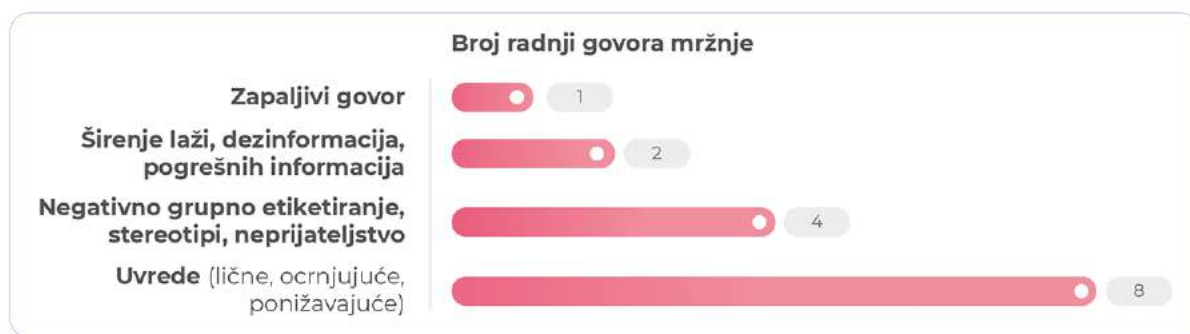 Broj radnji govora mržnje
Zapaljivi govor
1
Širenje laži, dezinformacija,
pogrešnih informacija
2
Negativno grupno etiketiranje,
stereotipi, neprijateljstvo
4
Uvrede (lične, ocrnjujuće,
ponižavajuće)
8